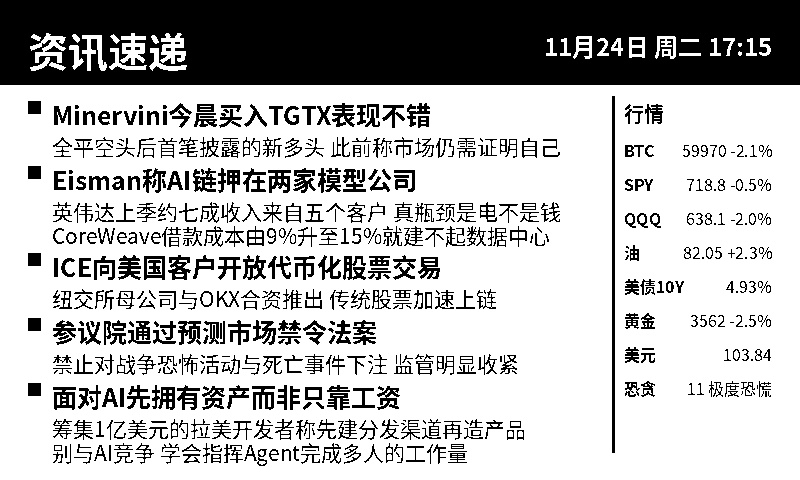 资讯速递
11月24日 周二 17:15
Minervini今晨买入TGTX表现不错
全平空头后首笔披露的新多头 此前称市场仍需证明自己
Eisman称AI链押在两家模型公司
英伟达上季约七成收入来自五个客户 真瓶颈是电不是钱
CoreWeave借款成本由9%升至15%就建不起数据中心
ICE向美国客户开放代币化股票交易
纽交所母公司与OKX合资推出 传统股票加速上链
参议院通过预测市场禁令法案
禁止对战争恐怖活动与死亡事件下注 监管明显收紧
面对AI先拥有资产而非只靠工资
筹集1亿美元的拉美开发者称先建分发渠道再造产品
别与AI竞争 学会指挥Agent完成多人的工作量
行情
BTC 59970 -2.1%
SPY 718.8 -0.5%
QQQ 638.1 -2.0%
油 82.05 +2.3%
美债10Y 4.93%
黄金 3562 -2.5%
美元 103.84
恐贪 11 极度恐慌